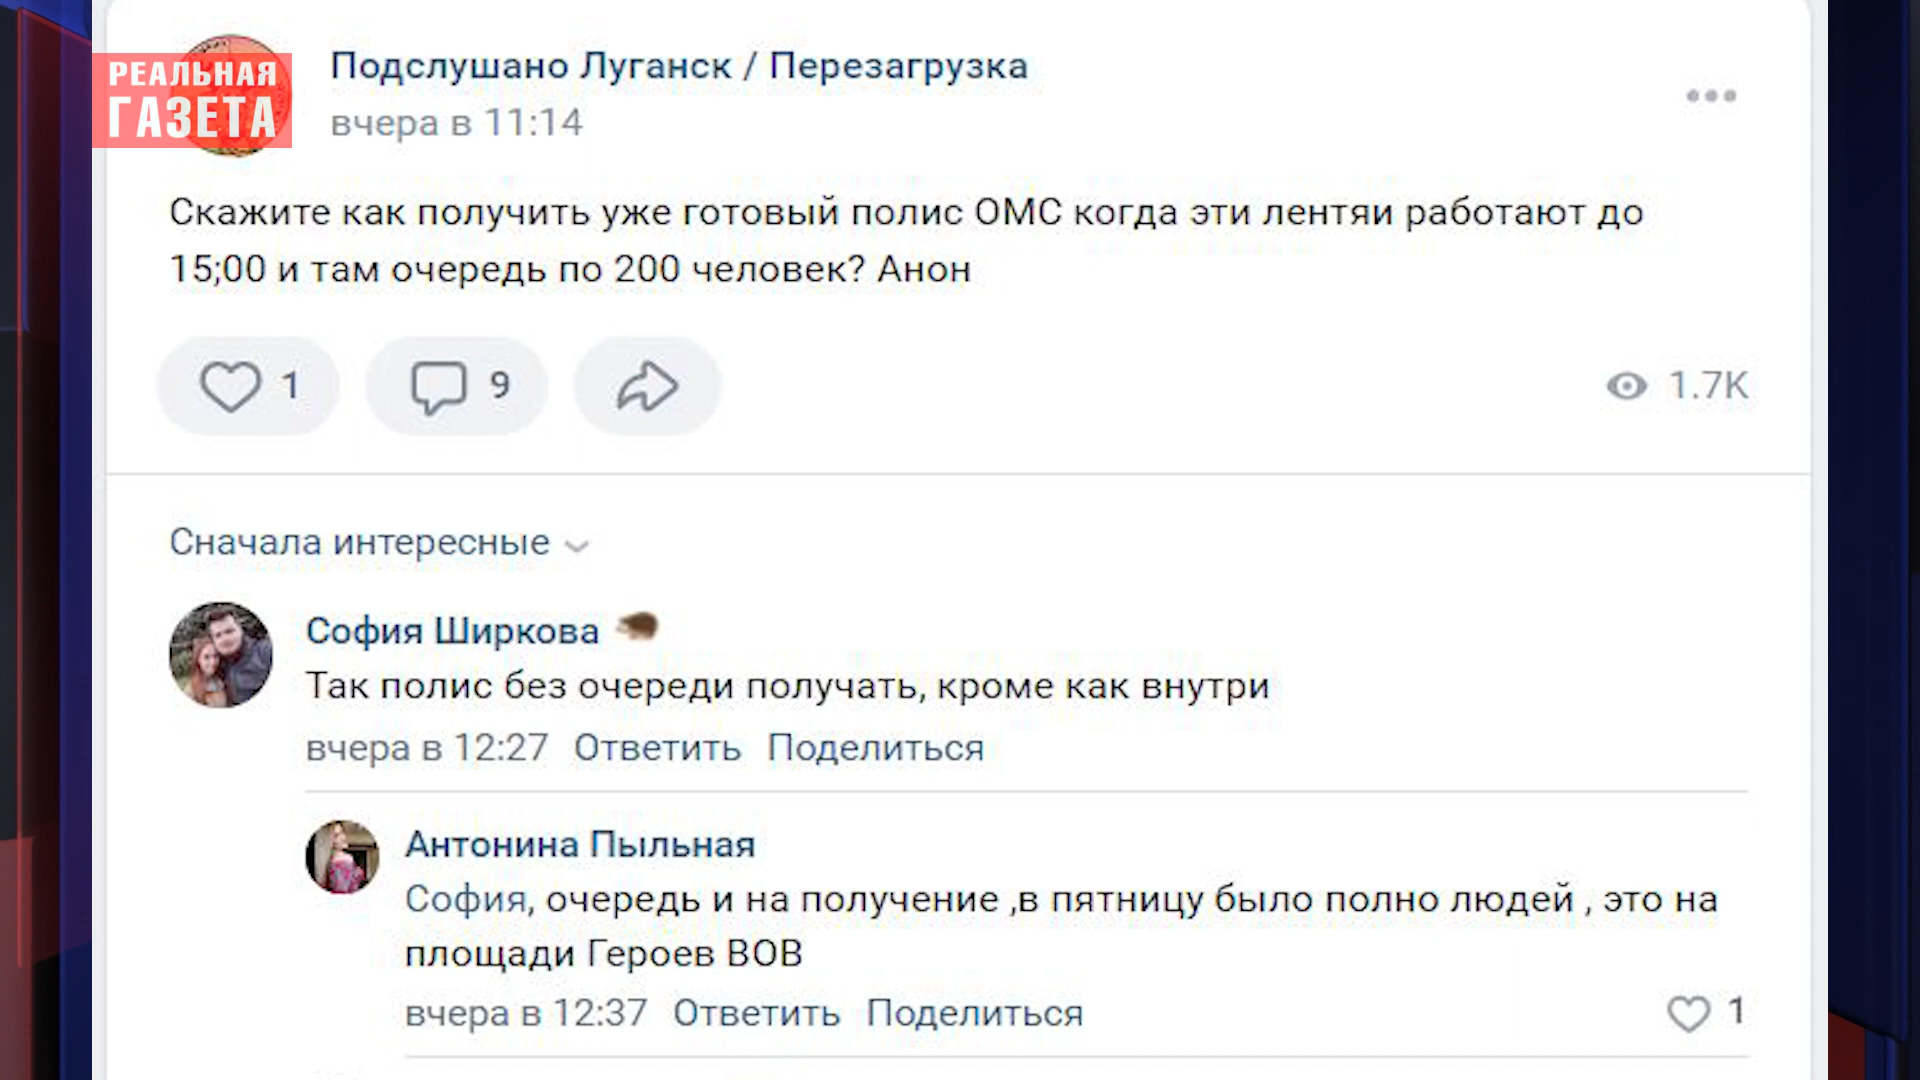 РЕАЛЬНАЯ
ГАЗЕТА
Подслушано Луганск / Перезагрузка
вчера в 11:14
Скажите как получить уже готовый полис ОМС когда эти лентяи работают до
15;00 и там очередь по 200 человек? Анон
1
9
1.7K
Сначала интересные
София Ширкова
Так полис без очереди получать, кроме как внутри
вчера в 12:27 Ответить Поделиться
Антонина Пыльная
София, очередь и на получение ,в пятницу было полно людей , это на
площади Героев ВОВ
вчера в 12:37 Ответить Поделиться
1